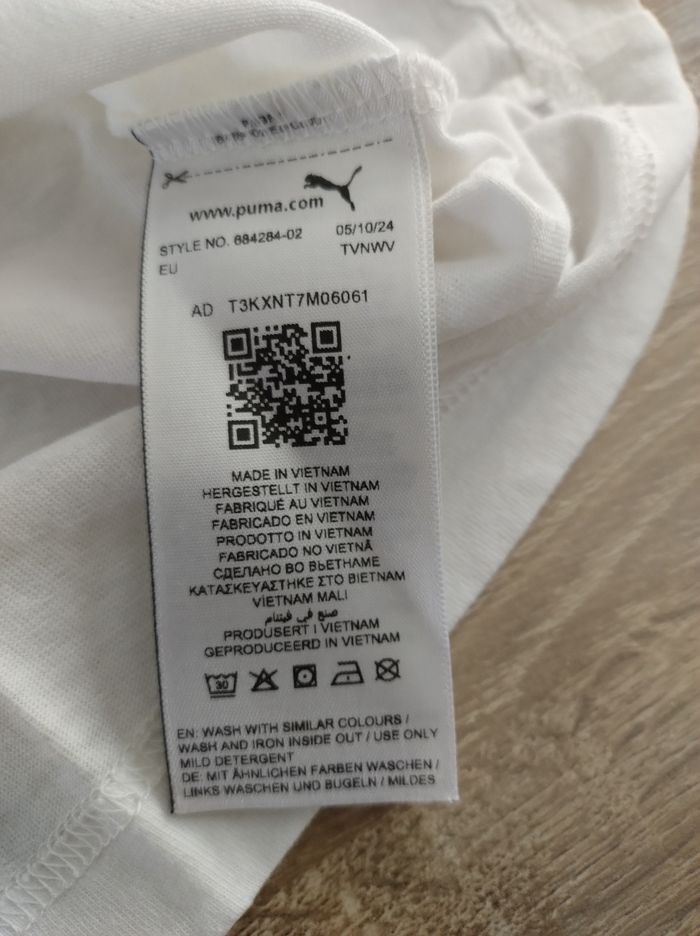 www.puma.com
STYLE NO. 684284-02
05/10/24
EU
TVNWV
AD T3KXNT7M06061
MADE IN VIETNAM
HERGESTELLT IN VIETNAM
FABRIQUÉ AU VIETNAM
FABRICADO EN VIETNAM
PRODOTTO IN VIETNAM
FABRICADO NO VIETNÃ
СДЕЛАНО ВО ВЬЕТНАМЕ
ΚΑΤΑΣΚΕΥΑΣΤΗΚΕ ΣΤΟ ΒΙΕΤΝΑΜ
VİETNAM MALI
صنع في فيتنام
PRODUSERT I VIETNAM
GEPRODUCEERD IN VIETNAM
30
EN: WASH WITH SIMILAR COLOURS /
WASH AND IRON INSIDE OUT / USE ONLY
MILD DETERGENT
DE: MIT ÄHNLICHEN FARBEN WASCHEN /
LINKS WASCHEN UND BÜGELN / MILDES